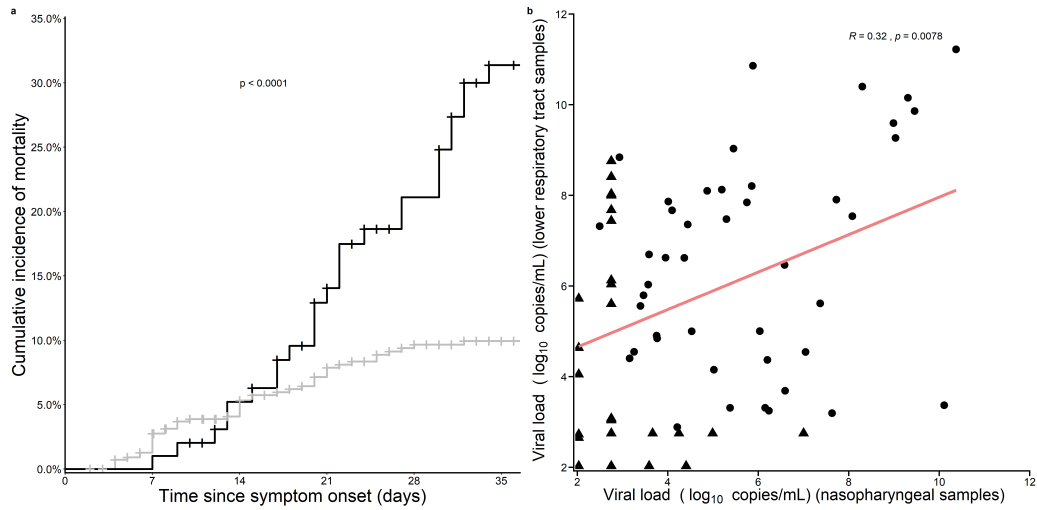 a
35.0%
30.0%
25.0%
20.0%
15.0%
10.0%
5.0%
0.0%
Cumulative incidence of mortality
p < 0.0001
0 7 14 21 28 35
Time since symptom onset (days)
b
12
10
8
6
4
2
Viral load ( log10 copies/mL) (lower respiratory tract samples)
R = 0.32 , p = 0.0078
2 4 6 8 10 12
Viral load ( log10 copies/mL) (nasopharyngeal samples)